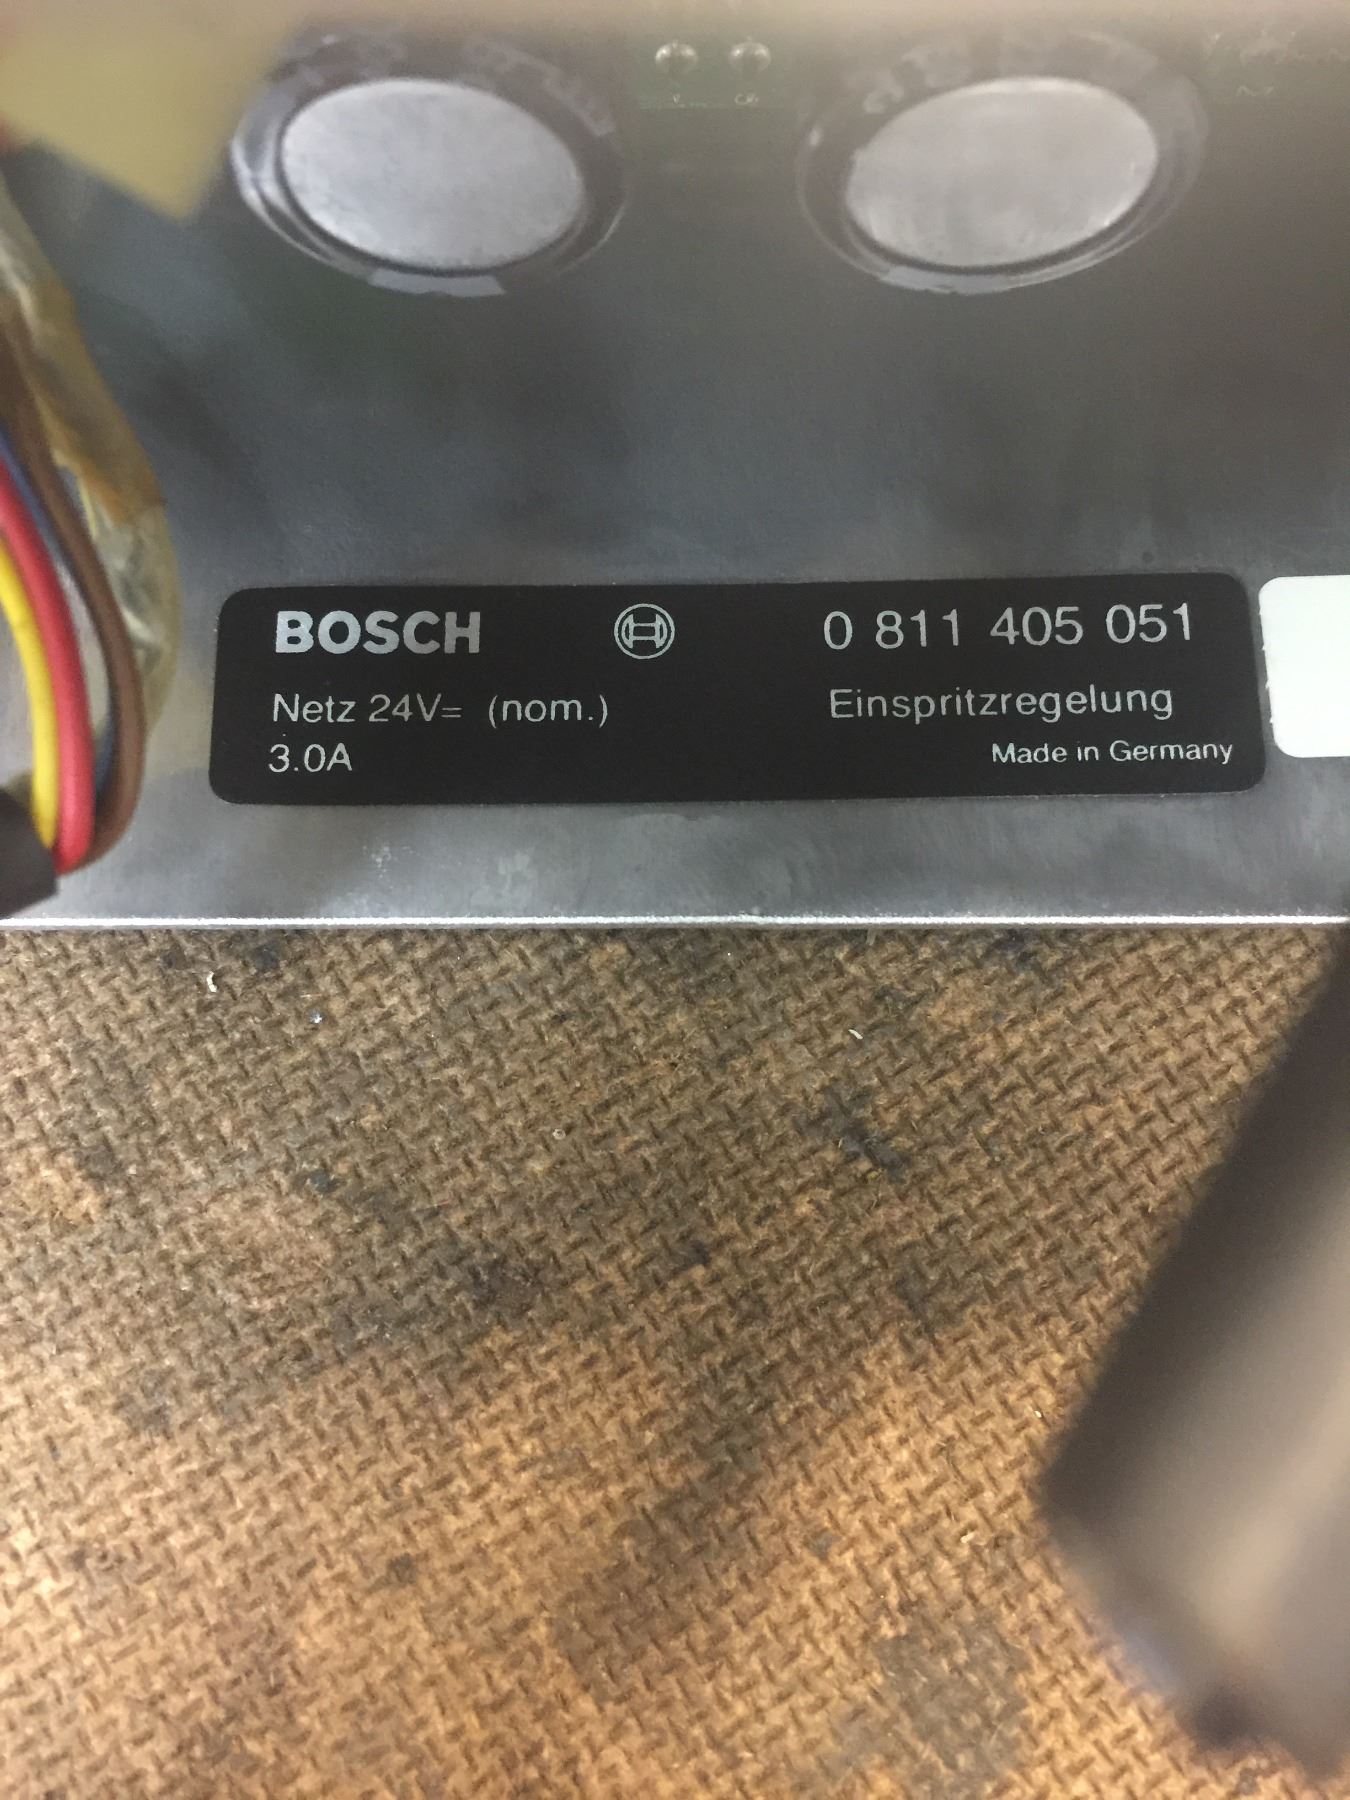 BOSCH 0 811 405 051
Netz 24V= (nom.) Einspritzregelung
3.0A Made in Germany